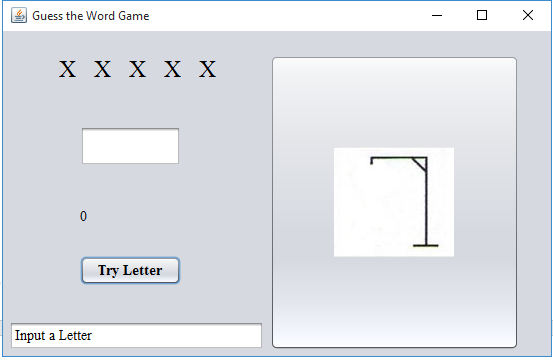 Guess the Word Game
X X X X X
0
Try Letter
Input a Letter